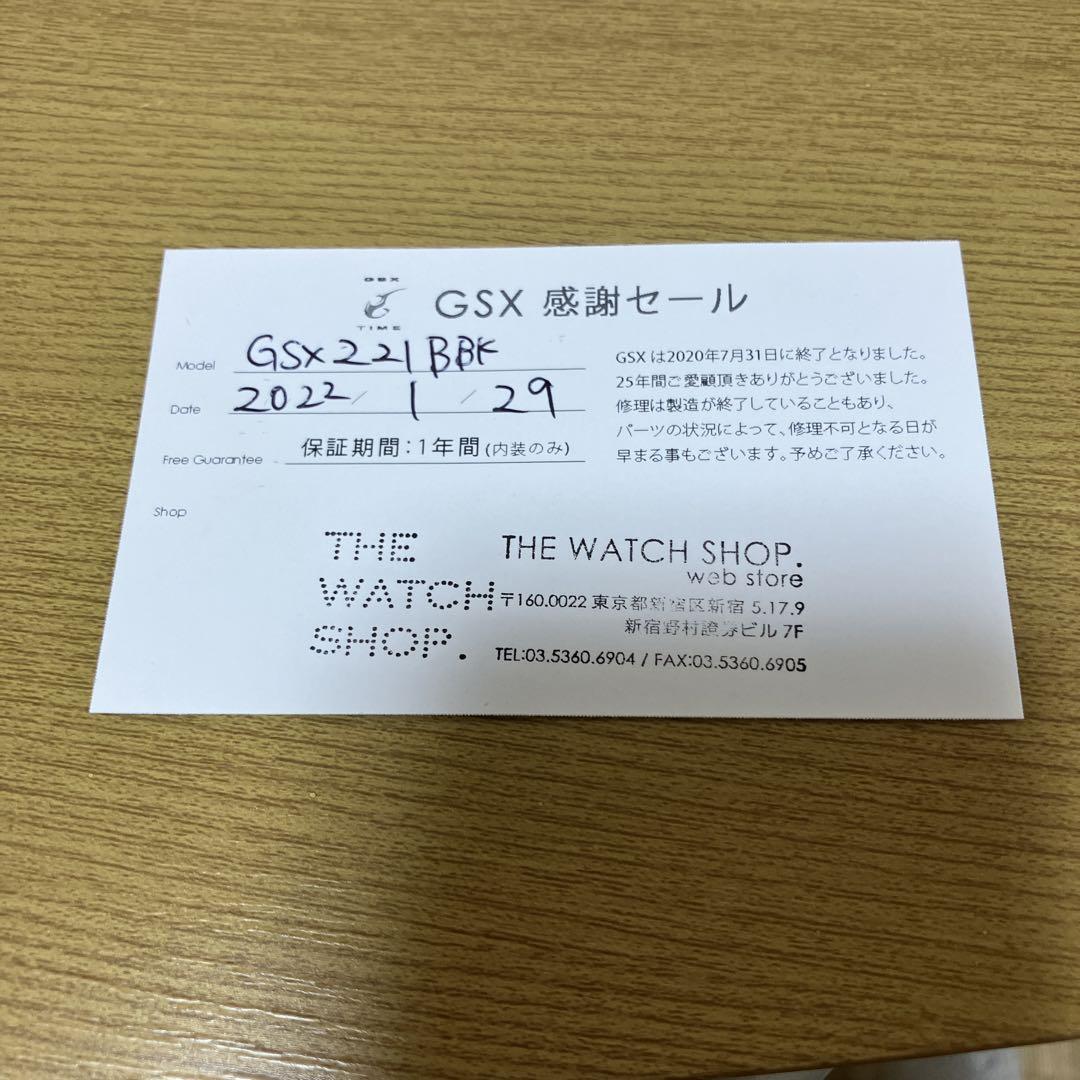 GSX
TIME
GSX 感謝セール
Model GSX221BBK
Date 2022 / 1 / 29
Free Guarantee 保証期間：1年間(内装のみ)
GSX は2020年7月31日に終了となりました。
25年間ご愛顧頂きありがとうございました。
修理は製造が終了していることもあり、
パーツの状況によって、修理不可となる日が
早まる事もございます。予めご了承ください。
Shop
THE
WATCH
SHOP.
THE WATCH SHOP.
web store
〒160.0022 東京都新宿区新宿 5.17.9
新宿野村證券ビル 7F
TEL:03.5360.6904 / FAX:03.5360.6905